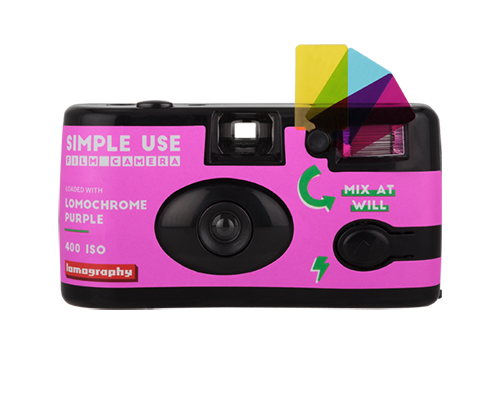 SIMPLE USE
FILM CAMERA
LOADED WITH
LOMOCHROME
PURPLE
400 ISO
lomography
MIX AT
WILL